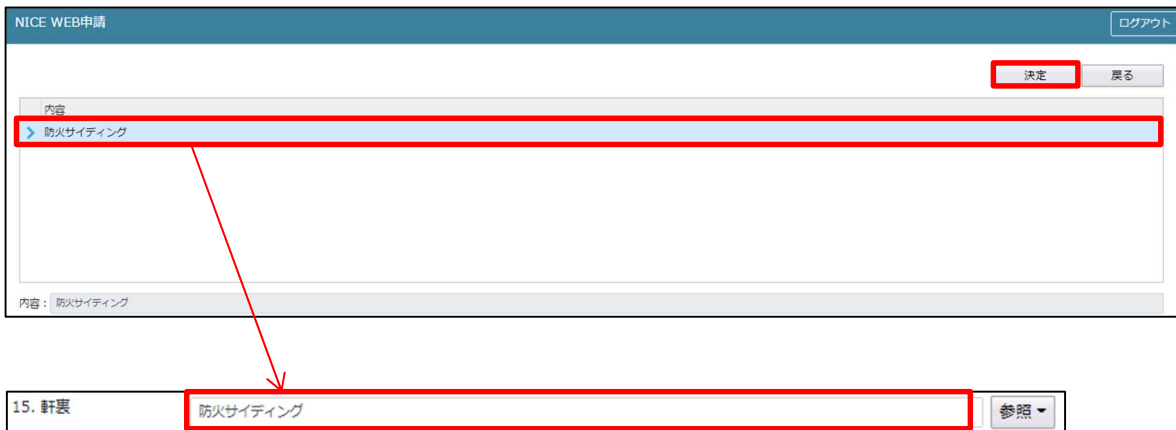 NICE WEB申請
ログアウト
決定
戻る
内容
防火サイディング
内容： 防火サイディング
15. 軒裏
防火サイディング
参照